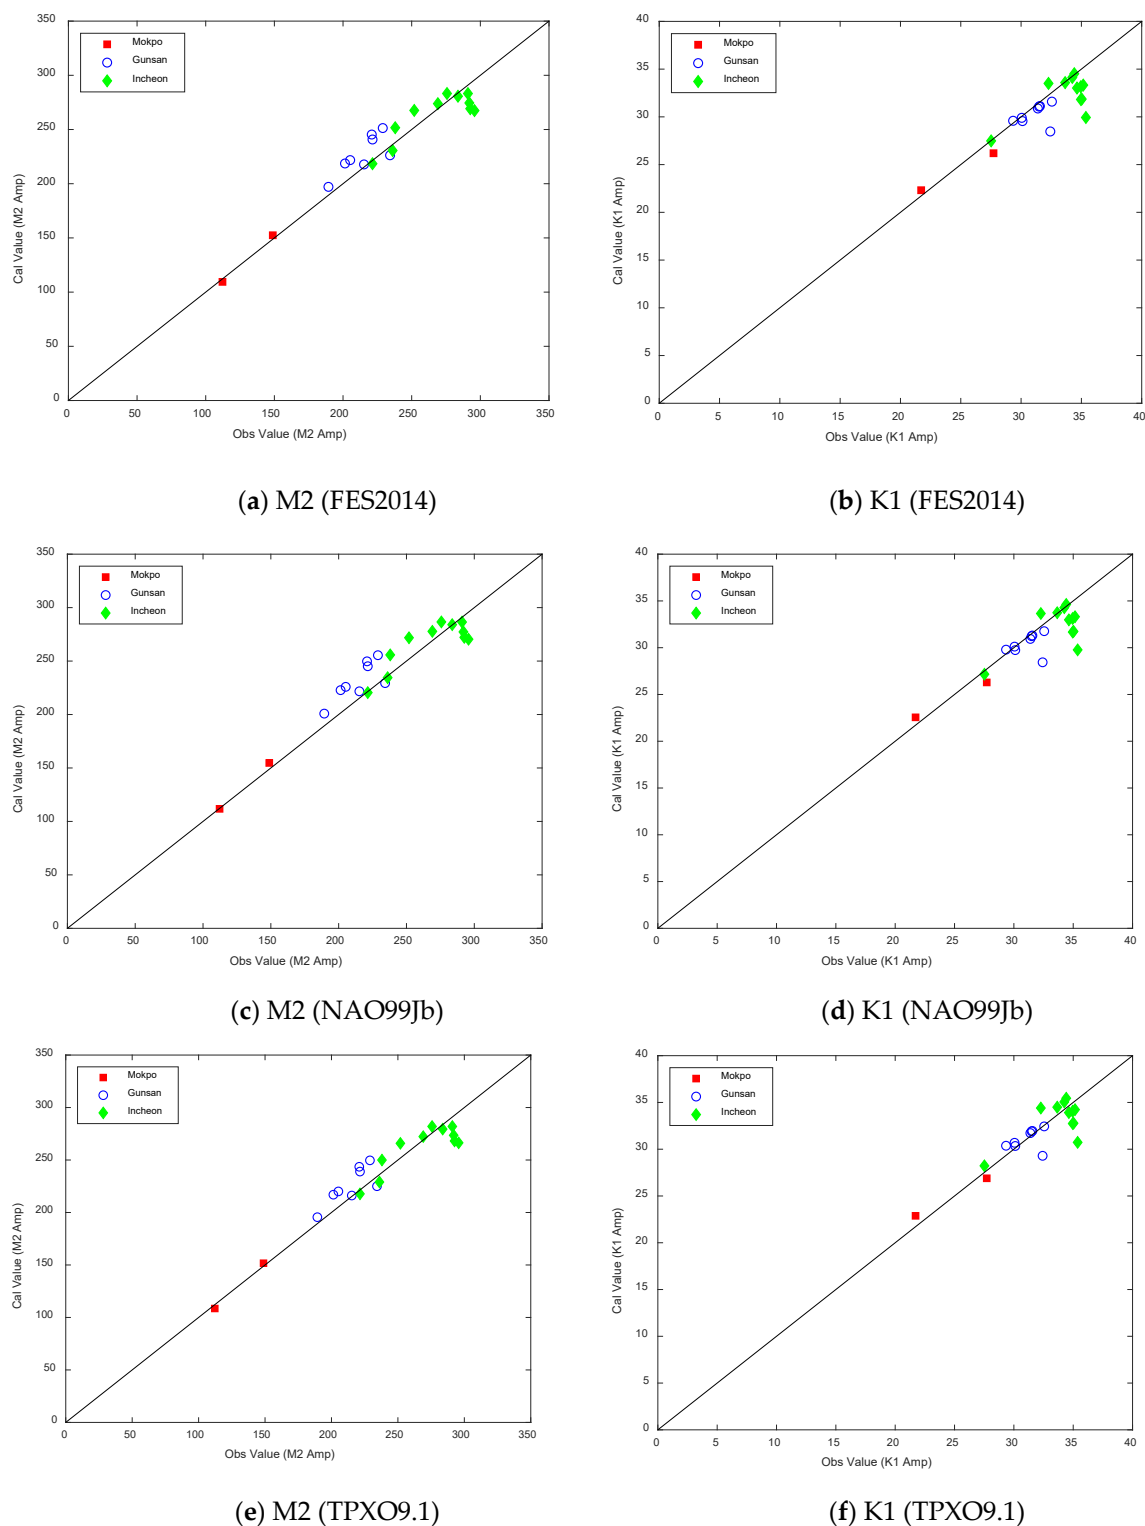 350
300
250
200
150
100
50
0
Cal Value (M2 Amp)
Mokpo
Gunsan
Incheon
0 50 100 150 200 250 300 350
Obs Value (M2 Amp)
(a) M2 (FES2014)
40
35
30
25
20
15
10
5
0
Cal Value (K1 Amp)
Mokpo
Gunsan
Incheon
0 5 10 15 20 25 30 35 40
Obs Value (K1 Amp)
(b) K1 (FES2014)
350
300
250
200
150
100
50
0
Cal Value (M2 Amp)
Mokpo
Gunsan
Incheon
0 50 100 150 200 250 300 350
Obs Value (M2 Amp)
(c) M2 (NAO99Jb)
40
35
30
25
20
15
10
5
0
Cal Value (K1 Amp)
Mokpo
Gunsan
Incheon
0 5 10 15 20 25 30 35 40
Obs Value (K1 Amp)
(d) K1 (NAO99Jb)
350
300
250
200
150
100
50
0
Cal Value (M2 Amp)
Mokpo
Gunsan
Incheon
0 50 100 150 200 250 300 350
Obs Value (M2 Amp)
(e) M2 (TPXO9.1)
40
35
30
25
20
15
10
5
0
Cal Value (K1 Amp)
Mokpo
Gunsan
Incheon
0 5 10 15 20 25 30 35 40
Obs Value (K1 Amp)
(f) K1 (TPXO9.1)